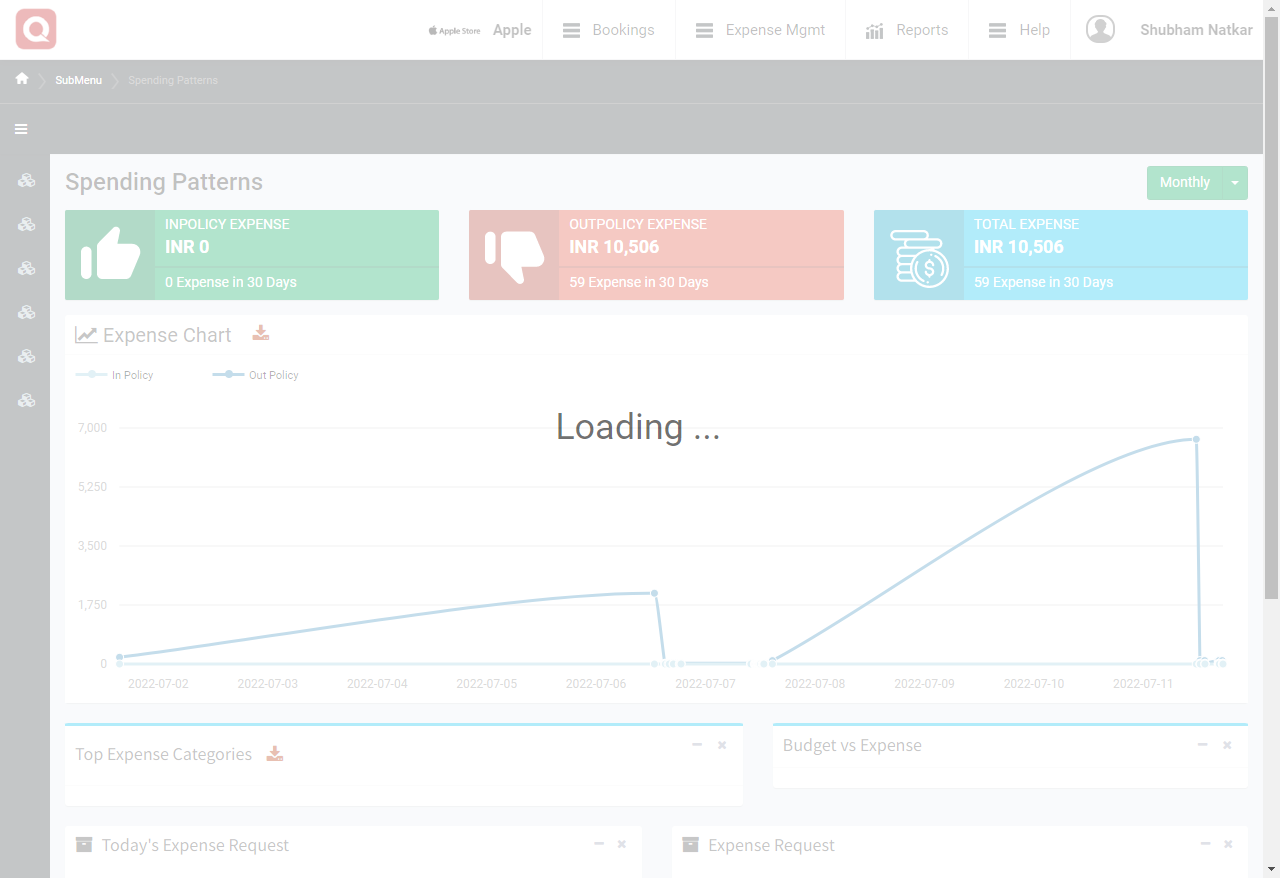 Apple Store Apple Bookings Expense Mgmt Reports Help Shubham Natkar
SubMenu Spending Patterns
Spending Patterns
Monthly
INPOLICY EXPENSE
INR 0
0 Expense in 30 Days
OUTPOLICY EXPENSE
INR 10,506
59 Expense in 30 Days
TOTAL EXPENSE
INR 10,506
59 Expense in 30 Days
Expense Chart
In Policy Out Policy
Loading ...
7,000
5,250
3,500
1,750
0
2022-07-02 2022-07-03 2022-07-04 2022-07-05 2022-07-06 2022-07-07 2022-07-08 2022-07-09 2022-07-10 2022-07-11
Top Expense Categories
Budget vs Expense
Today's Expense Request
Expense Request